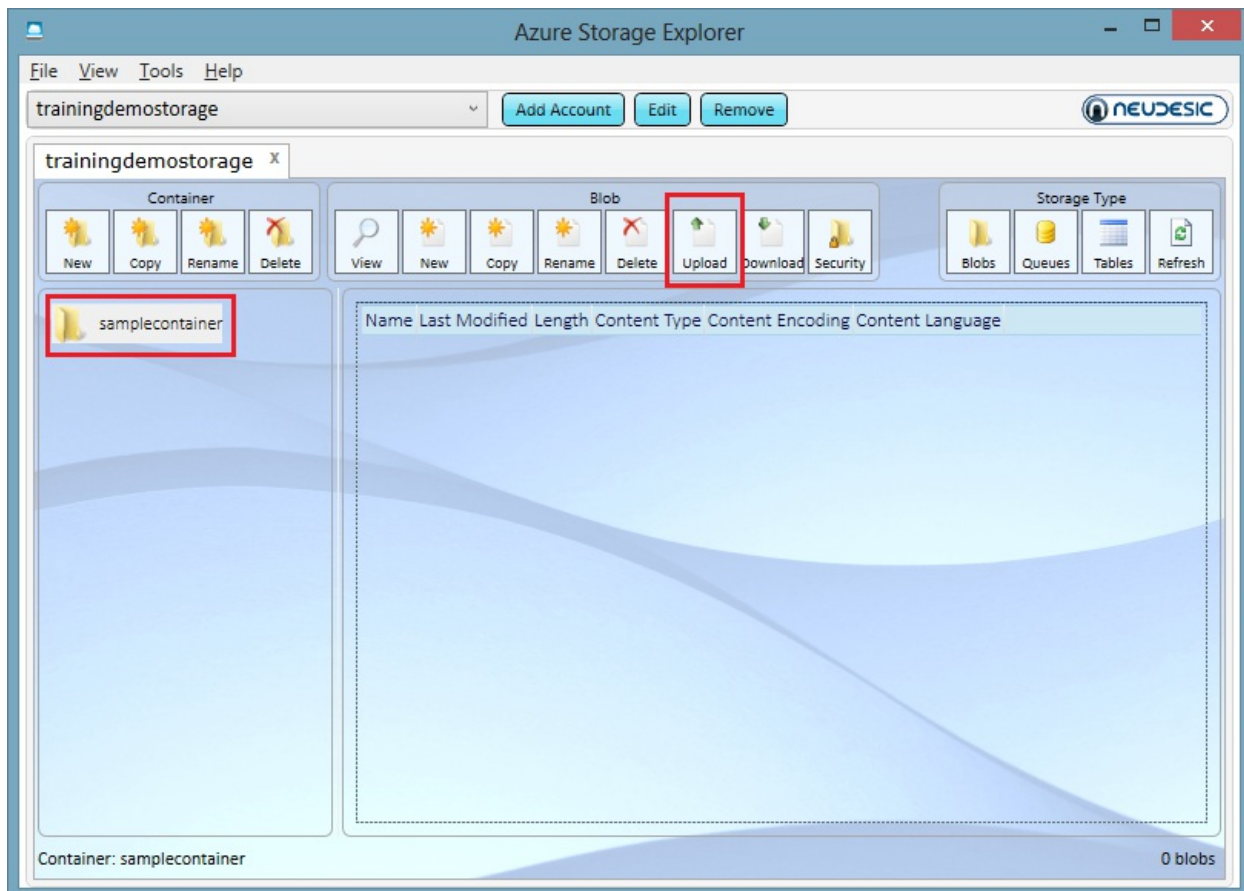 Azure Storage Explorer
File View Tools Help
trainingdemostorage Add Account Edit Remove NEUDESIC
trainingdemostorage X
Container Blob Storage Type
New Copy Rename Delete View New Copy Rename Delete Upload Download Security Blobs Queues Tables Refresh
samplecontainer
Name Last Modified Length Content Type Content Encoding Content Language
Container: samplecontainer 0 blobs